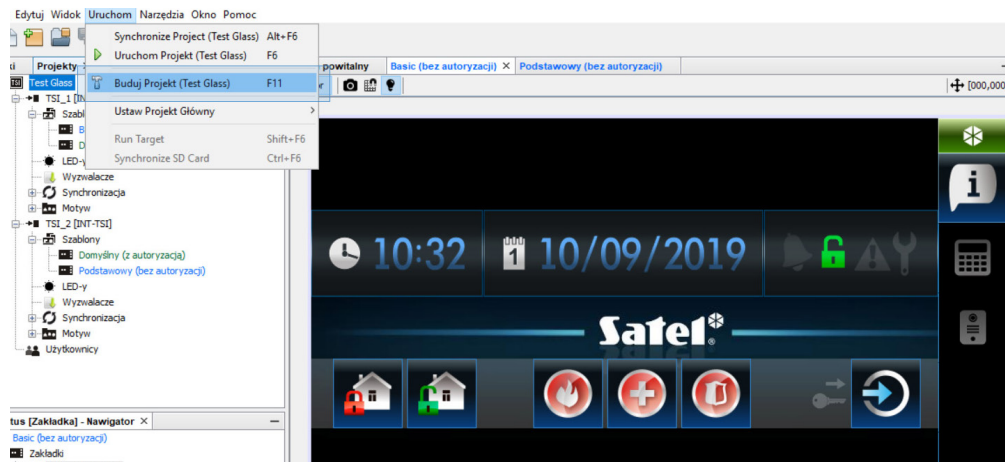 Edytuj Widok Uruchom Narzędzia Okno Pomoc
Synchronize Project (Test Glass) Alt+F6
Uruchom Projekt (Test Glass) F6
Buduj Projekt (Test Glass) F11
Ustaw Projekt Główny
Run Target Shift+F6
Synchronize SD Card Ctrl+F6
Projekty
powitalny Basic (bez autoryzacji) × Podstawowy (bez autoryzacji)
[000,000
Test Glass
TSI_1
LED-y
Wyzwalacze
Synchronizacja
Motyw
TSI_2 [INT-TSI]
Szablony
Domyślny (z autoryzacją)
Podstawowy (bez autoryzacji)
LED-y
Wyzwalacze
Synchronizacja
Motyw
Użytkownicy
10:32
1
10/09/2019
Satel®
i
tus [Zakładka] - Nawigator ×
Basic (bez autoryzacji)
Zakładki